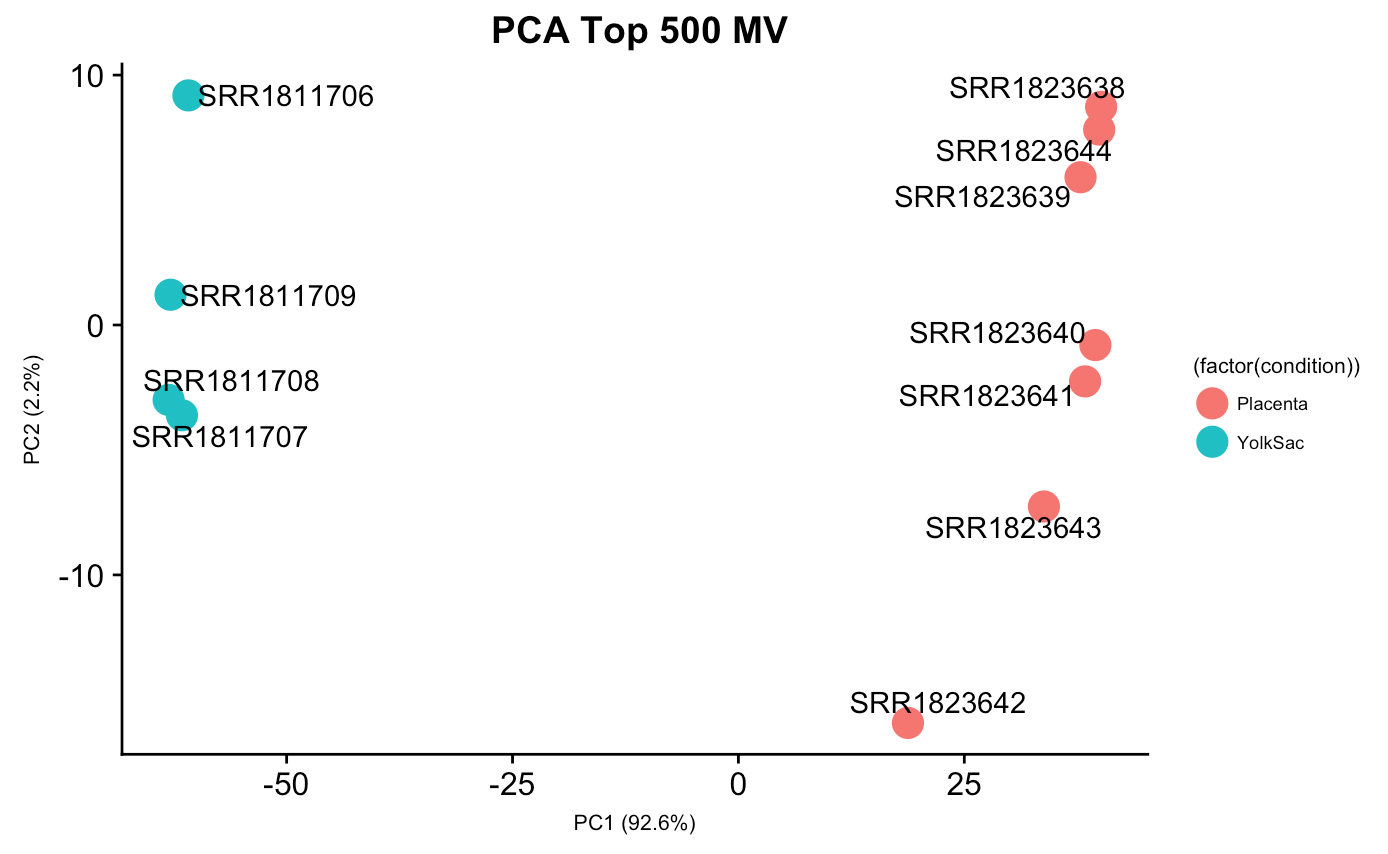 PCA Top 500 MV
10
0
-10
PC2 (2.2%)
SRR1811706
SRR1811709
SRR1811708
SRR1811707
SRR1823638
SRR1823644
SRR1823639
SRR1823640
SRR1823641
SRR1823643
SRR1823642
-50
-25
0
25
PC1 (92.6%)
(factor(condition))
Placenta
YolkSac